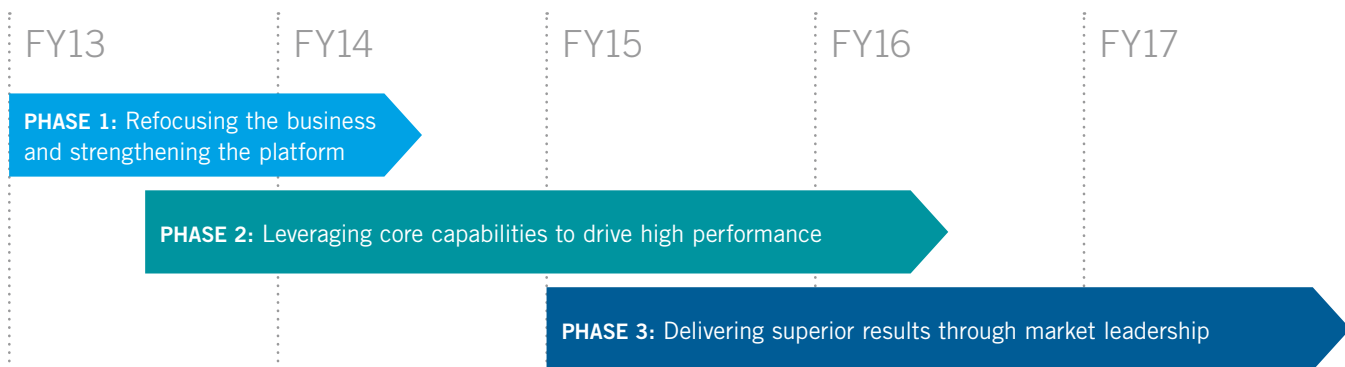 FY13
FY14
FY15
FY16
FY17
PHASE 1: Refocusing the business
and strengthening the platform
PHASE 2: Leveraging core capabilities to drive high performance
PHASE 3: Delivering superior results through market leadership